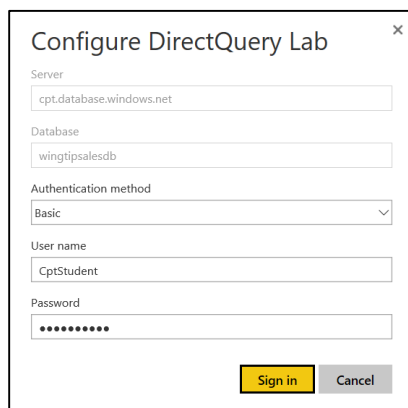 Configure DirectQuery Lab
Server
cpt.database.windows.net
Database
wingtipsalesdb
Authentication method
Basic
User name
CptStudent
Password
●●●●●●●●●●
Sign in Cancel